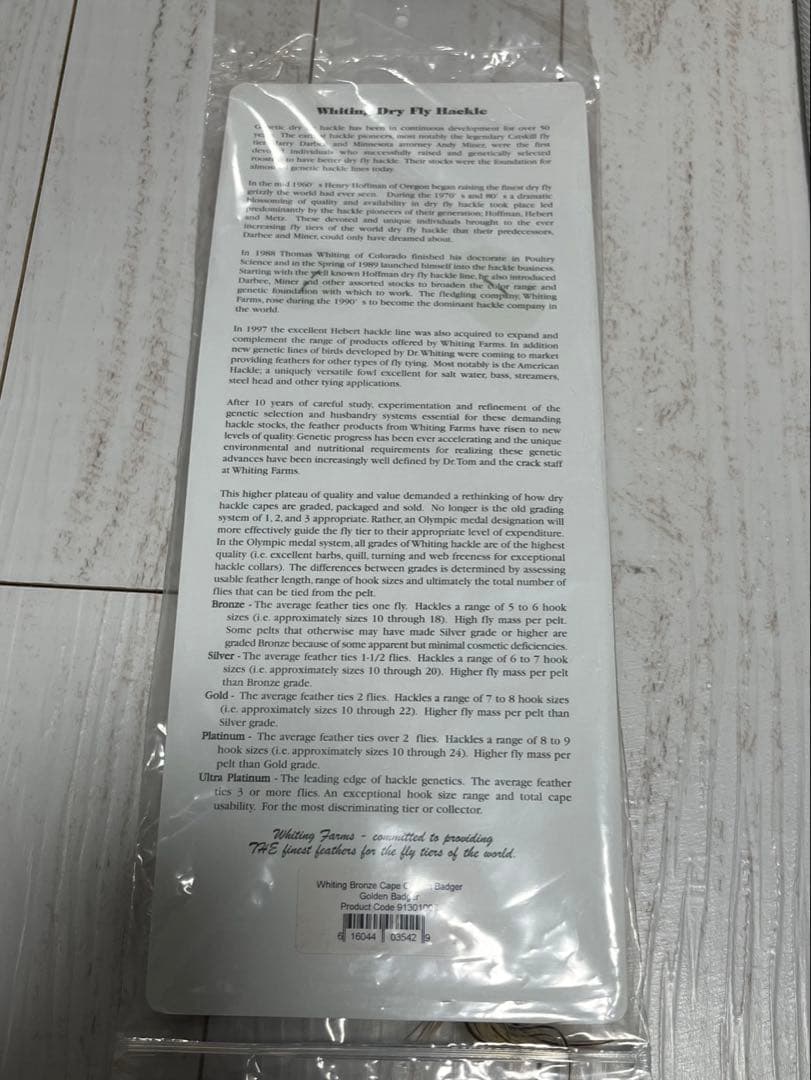 Dry Fly Hackle
hackle has been in continuous development for over 50
The hackle pioneers, most notably the legendary Catskill fly
Harry and Minnesota attorney Andy Miner, were the first
individuals who successfully raised and genetically selected
to have better dry fly hackle. Their stocks were the foundation for
genetic hackle lines today.
In the mid 1960' s Henry Hoffman of Oregon began raising the finest dry fly
grizzly the world had ever seen. During the 1970' s and 80' s a dramatic
blossoming of quality and availability in dry fly hackle took place led
predominantly by the hackle pioneers of their generation; Hoffman, Hebert
and Metz. These devoted and unique individuals brought to the ever
increasing fly tiers of the world dry fly hackle that their predecessors,
Darbee and Miner, could only have dreamed about.
In 1988 Thomas Whiting of Colorado finished his doctorate in Poultry
Science and in the Spring of 1989 launched himself into the hackle business.
Starting with the well known Hoffman dry fly hackle line, he also introduced
Darbee, Miner and other assorted stocks to broaden the color range and
genetic foundation with which to work. The fledgling company, Whiting
Farms, rose during the 1990' s to become the dominant hackle company in
the world.
In 1997 the excellent Hebert hackle line was also acquired to expand and
complement the range of products offered by Whiting Farms. In addition
new genetic lines of birds developed by Dr. Whiting were coming to market
providing feathers for other types of fly tying. Most notably is the American
Hackle; a uniquely versatile fowl excellent for salt water, bass, streamers,
steel head and other tying applications.
After 10 years of careful study, experimentation and refinement of the
genetic selection and husbandry systems essential for these demanding
hackle stocks, the feather products from Whiting Farms have risen to new
levels of quality. Genetic progress has been ever accelerating and the unique
environmental and nutritional requirements for realizing these genetic
advances have been increasingly well defined by Dr. Tom and the crack staff
at Whiting Farms.
This higher plateau of quality and value demanded a rethinking of how dry
hackle capes are graded, packaged and sold. No longer is the old grading
system of 1, 2, and 3 appropriate. Rather, an Olympic medal designation will
more effectively guide the fly tier to their appropriate level of expenditure.
In the Olympic medal system, all grades of Whiting hackle are of the highest
quality (i.e. excellent barbs, quill, turning and web freeness for exceptional
hackle collars). The differences between grades is determined by assessing
usable feather length, range of hook sizes and ultimately the total number of
flies that can be tied from the pelt.
Bronze - The average feather ties one fly. Hackles a range of 5 to 6 hook
sizes (i.e. approximately sizes 10 through 18). High fly mass per pelt.
Some pelts that otherwise may have made Silver grade or higher are
graded Bronze because of some apparent but minimal cosmetic deficiencies.
Silver - The average feather ties 1-1/2 flies. Hackles a range of 6 to 7 hook
sizes (i.e. approximately sizes 10 through 20). Higher fly mass per pelt
than Bronze grade.
Gold - The average feather ties 2 flies. Hackles a range of 7 to 8 hook sizes
(i.e. approximately sizes 10 through 22). Higher fly mass per pelt than
Silver grade.
Platinum - The average feather ties over 2 flies. Hackles a range of 8 to 9
hook sizes (i.e. approximately sizes 10 through 24). Higher fly mass per
pelt than Gold grade.
Ultra Platinum - The leading edge of hackle genetics. The average feather
ties 3 or more flies. An exceptional hook size range and total cape
usability. For the most discriminating tier or collector.
Whiting Farms - committed to providing
THE finest feathers for the fly tiers of the world.
Whiting Bronze Cape Badger
Golden Badger
Product Code
6 16044 03542 9